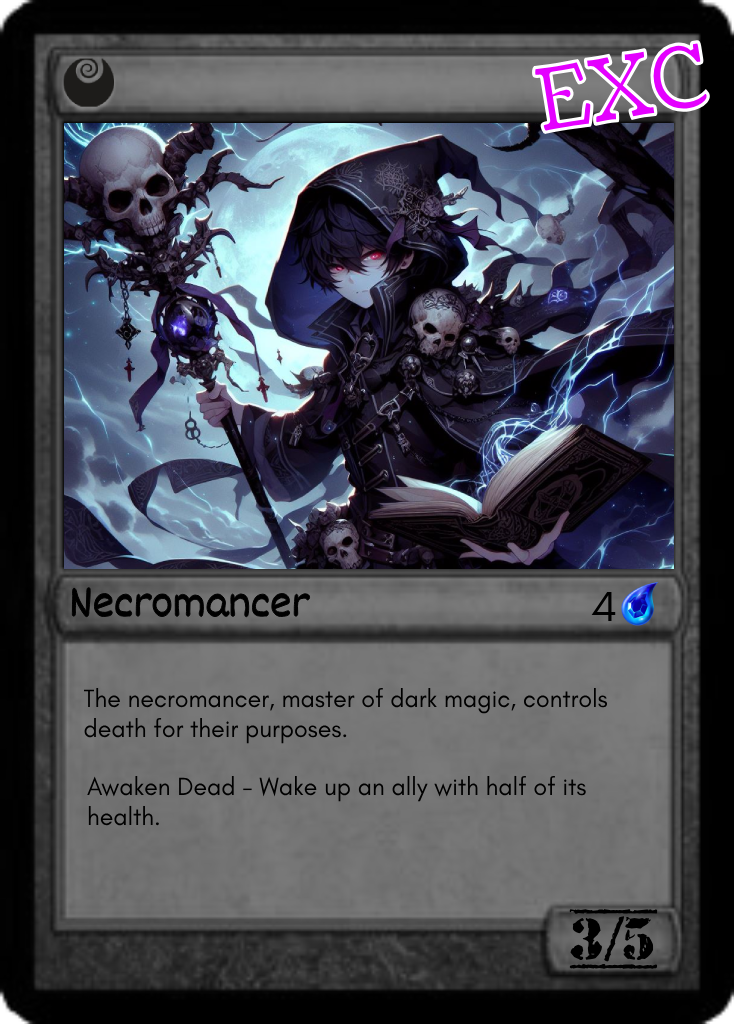 EXC
Necromancer 4
The necromancer, master of dark magic, controls
death for their purposes.
Awaken Dead - Wake up an ally with half of its
health.
3/5